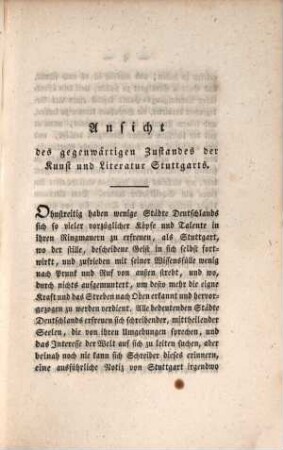 Ansicht
des gegenwärtigen Zustandes der
Kunst und Literatur Stuttgarts.
Ohnstreitig haben wenige Städte Deutschlands
sich so vieler vorzüglicher Köpfe und Talente in
ihren Ringmauern zu erfreuen, als Stuttgart,
wo der stille, bescheidene Geist in sich selbst fort-
wirkt, und zufrieden mit seiner Wissensfülle wenig
nach Prunk und Ruf von außen strebt, und wo,
durch nichts aufgemuntert, um desto mehr die eigne
Kraft und das Streben nach Oben erkannt und hervor-
gezogen zu werden verdient. Alle bedeutenden Städte
Deutschlands erfreuen sich schreibender, mittheilender
Seelen, die von ihren Umgebungen sprechen, und
das Interesse der Welt auf sich zu leiten suchen, aber
beinah noch nie kann sich Schreiber dieses erinnern,
eine ausführliche Notiz von Stuttgart irgendwo